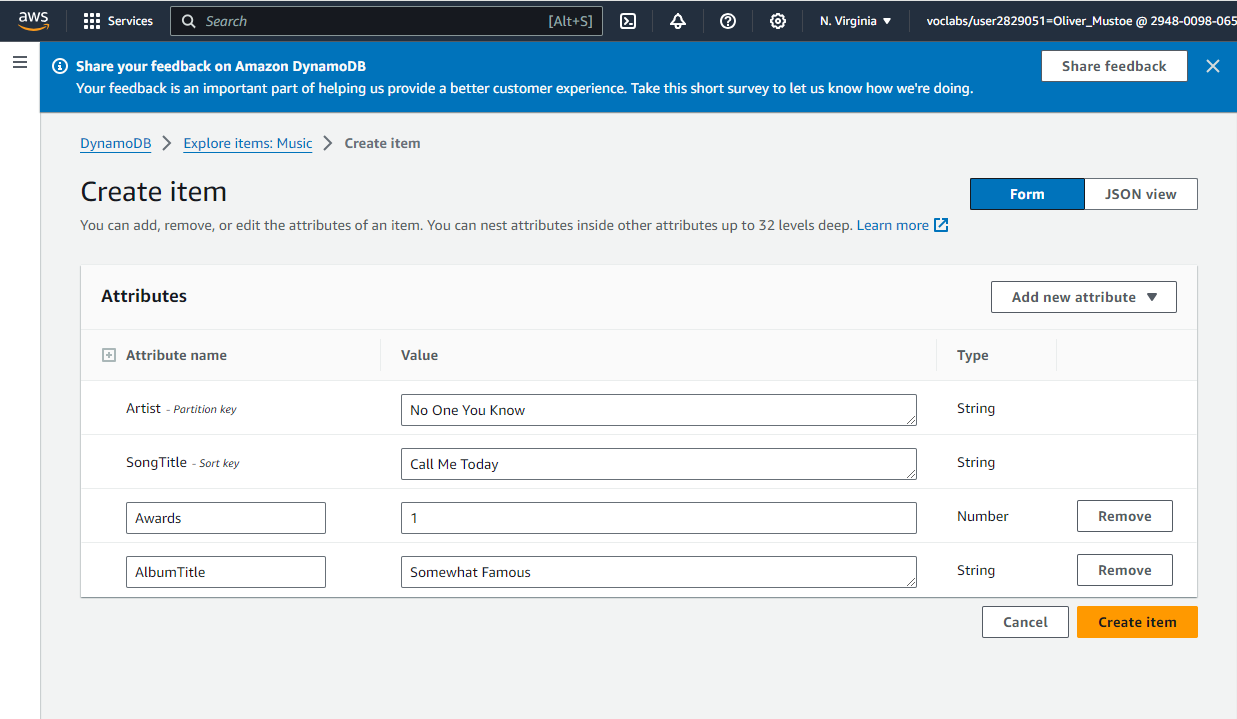 aws Services Search [Alt+S] N. Virginia voclabs/user2829051=Oliver_Mustoe @ 2948-0098-065
Share your feedback on Amazon DynamoDB
Your feedback is an important part of helping us provide a better customer experience. Take this short survey to let us know how we're doing.
Share feedback
DynamoDB Explore items: Music Create item
Create item
Form JSON view
You can add, remove, or edit the attributes of an item. You can nest attributes inside other attributes up to 32 levels deep. Learn more
Attributes
Add new attribute
Attribute name Value Type
Artist - Partition key No One You Know String
SongTitle - Sort key Call Me Today String
Awards 1 Number Remove
AlbumTitle Somewhat Famous String Remove
Cancel Create item